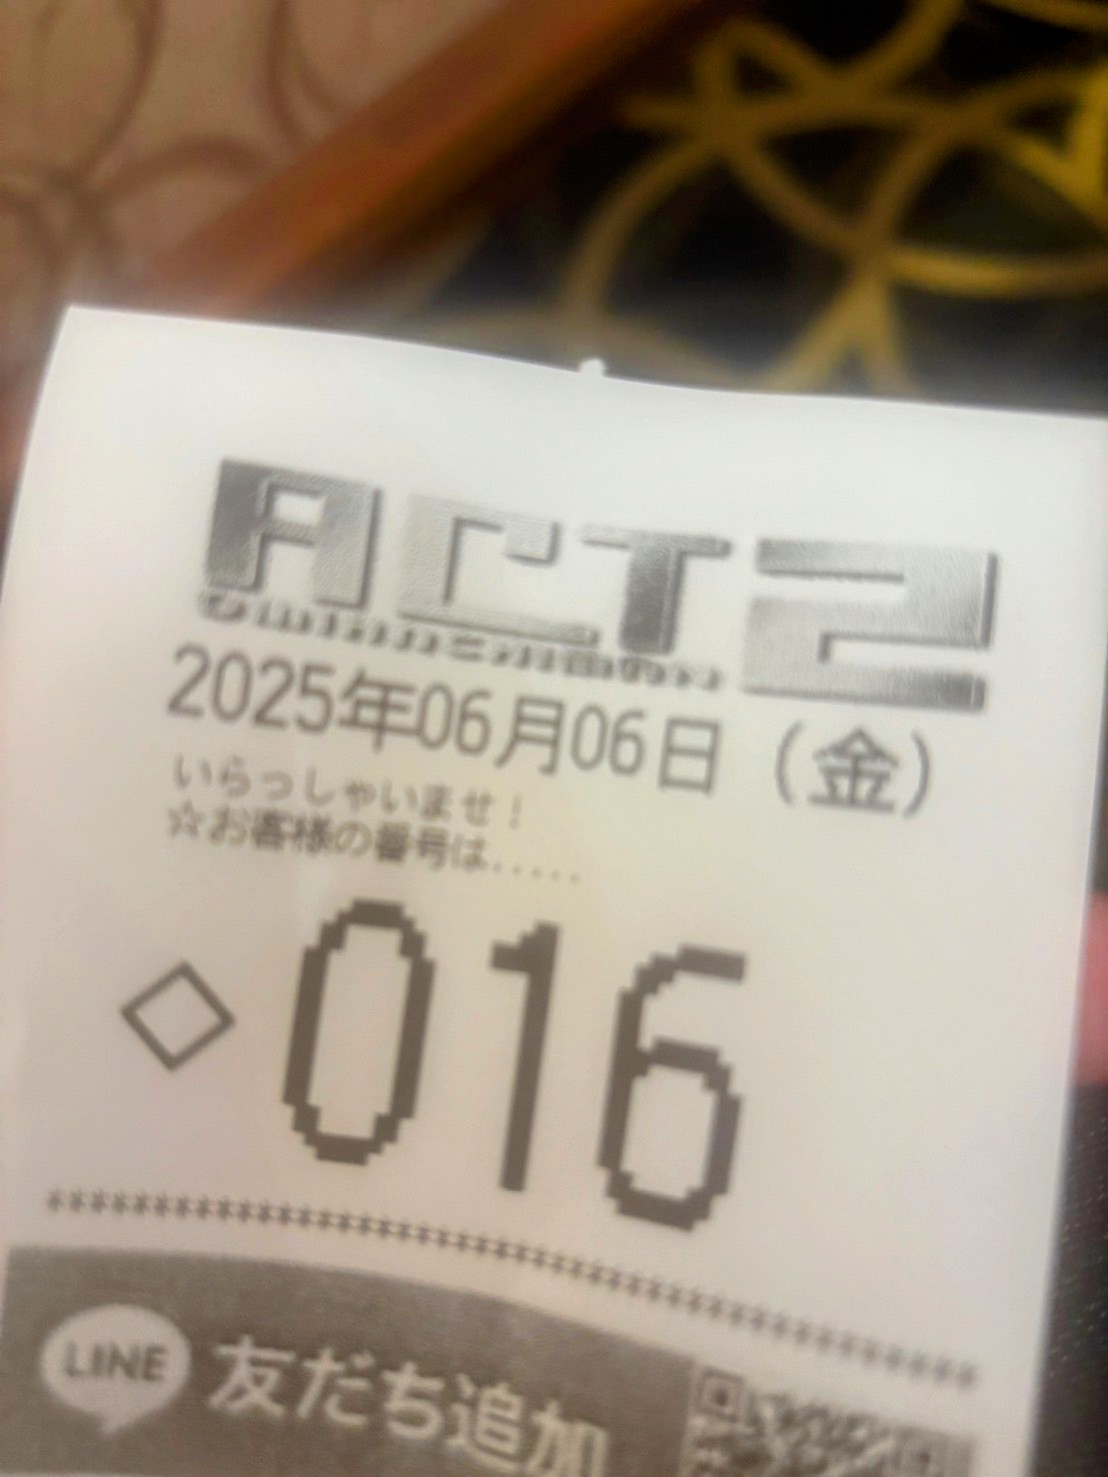 ACT2
2025年06月06日（金）
いらっしゃいませ！
☆お客様の番号は.....
◇016
LINE 友だち追加